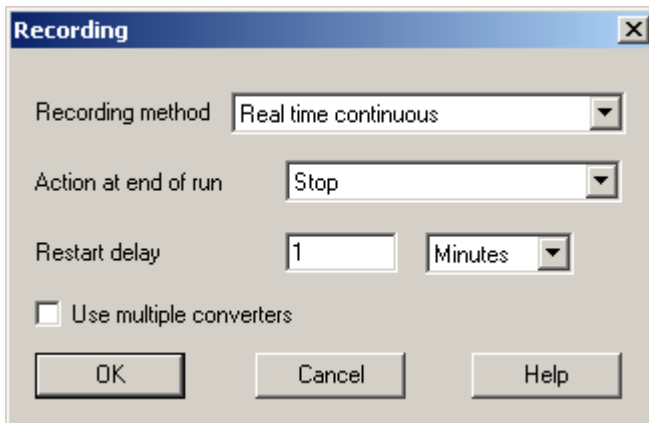 Recording
Recording method Real time continuous
Action at end of run Stop
Restart delay 1 Minutes
Use multiple converters
OK Cancel Help